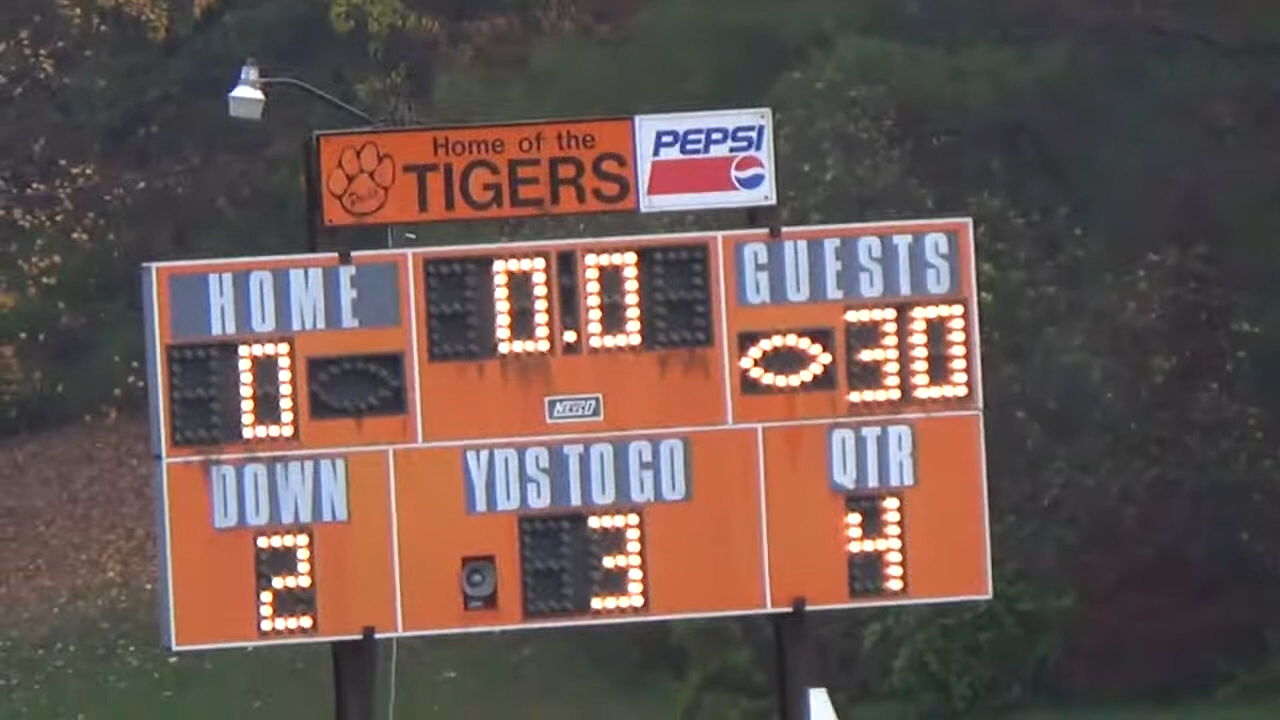 Home of the
TIGERS
PEPSI
HOME
GUESTS
0.0
0
30
NEVCO
DOWN
YDS TO GO
QTR
2
3
4